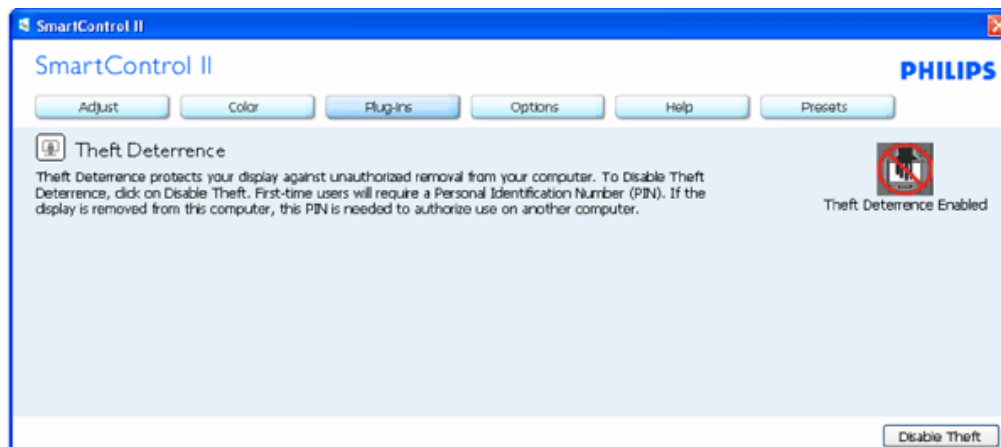 SmartControl II
SmartControl II
PHILIPS
Adjust
Color
Plug-Ins
Options
Help
Presets
Theft Deterrence
Theft Deterrence protects your display against unauthorized removal from your computer. To Disable Theft
Deterrence, click on Disable Theft. First-time users will require a Personal Identification Number (PIN). If the
display is removed from this computer, this PIN is needed to authorize use on another computer.
Theft Deterrence Enabled
Disable Theft